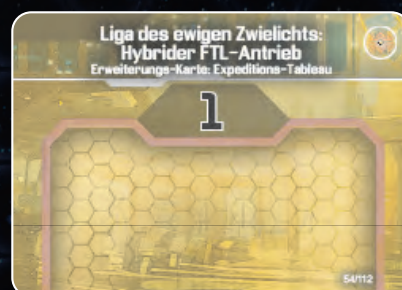 Liga des ewigen Zwielichts:
Hybrider FTL-Antrieb
Erweiterungs-Karte: Expeditions-Tableau
1
54/112